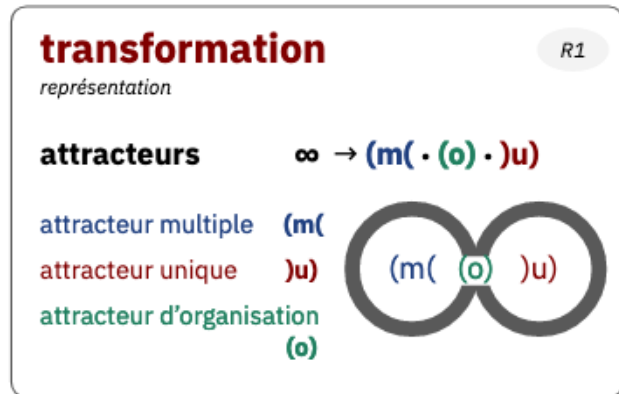 transformation
R1
représentation
attracteurs ∞ → (m( · (o) · )u)
attracteur multiple (m(
attracteur unique )u)
attracteur d’organisation
(o)
(m( (o) )u)